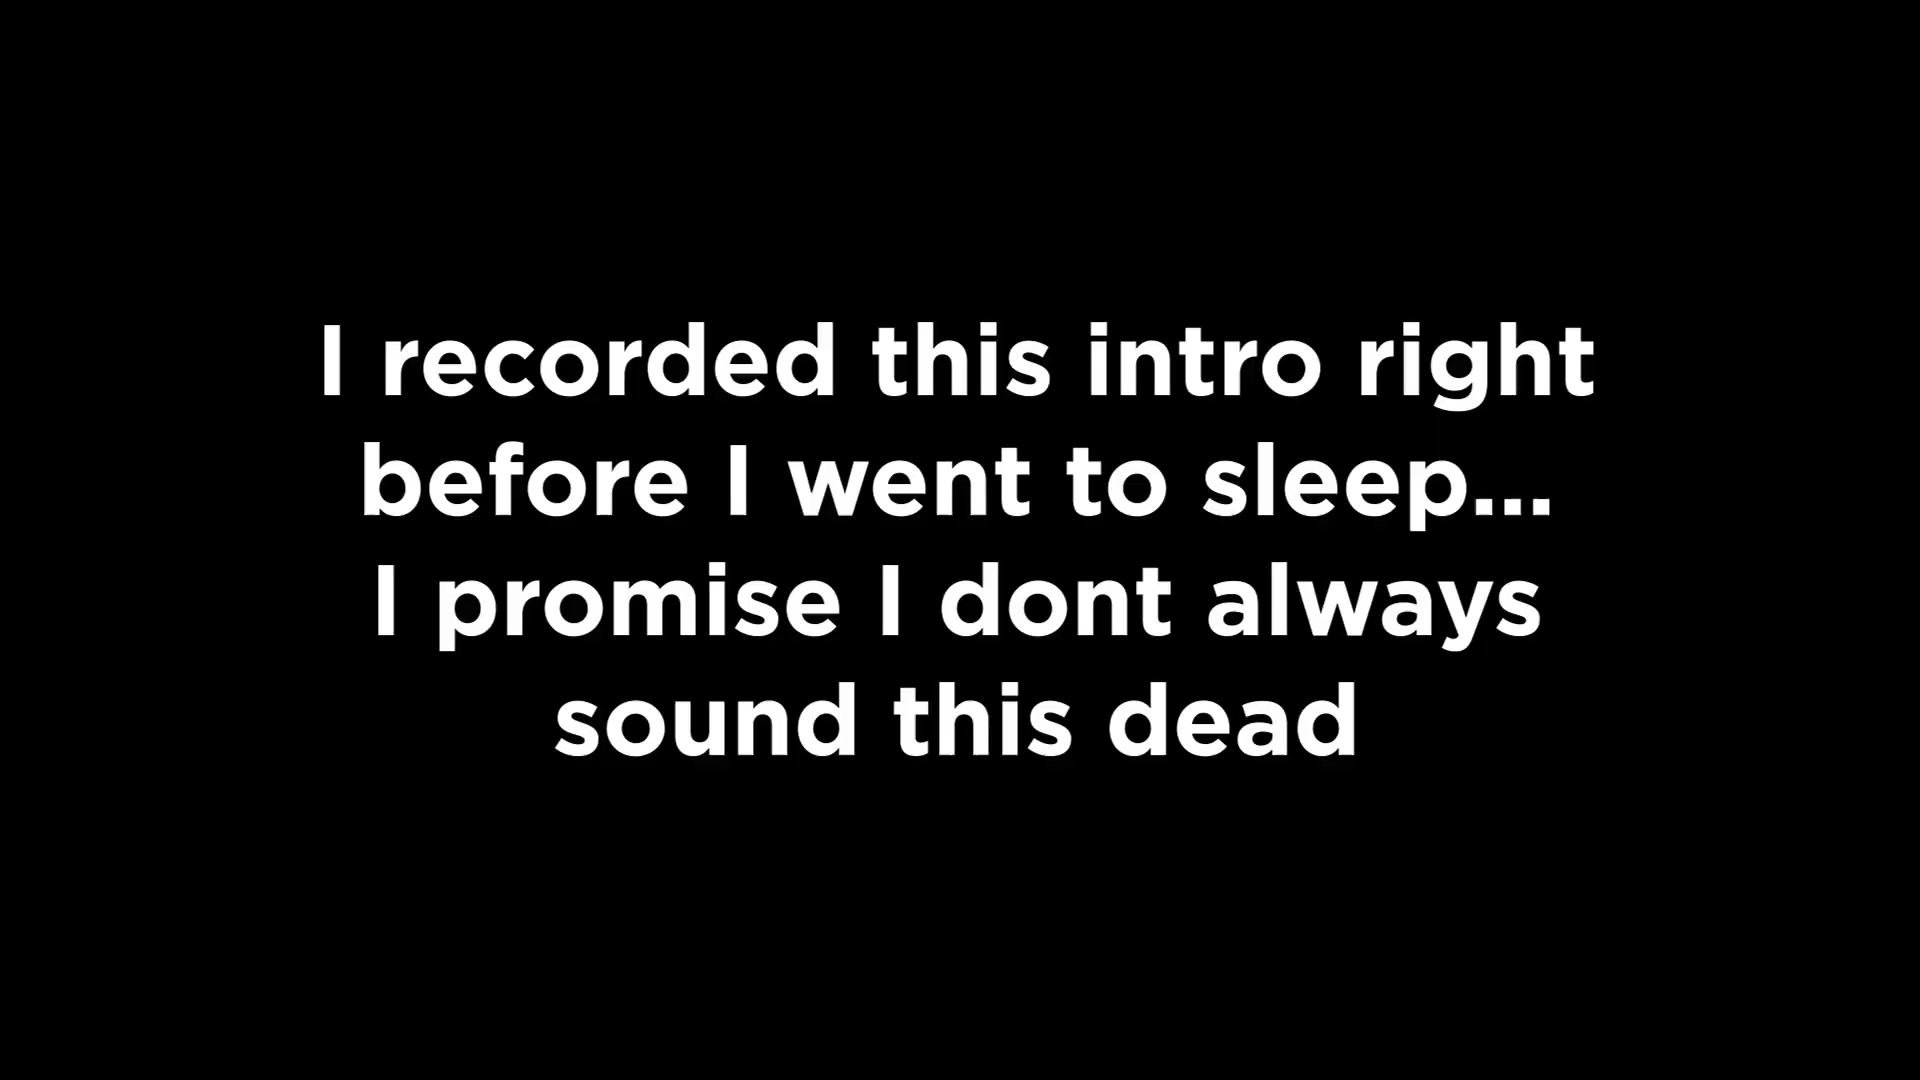 I recorded this intro right
before I went to sleep...
I promise I dont always
sound this dead